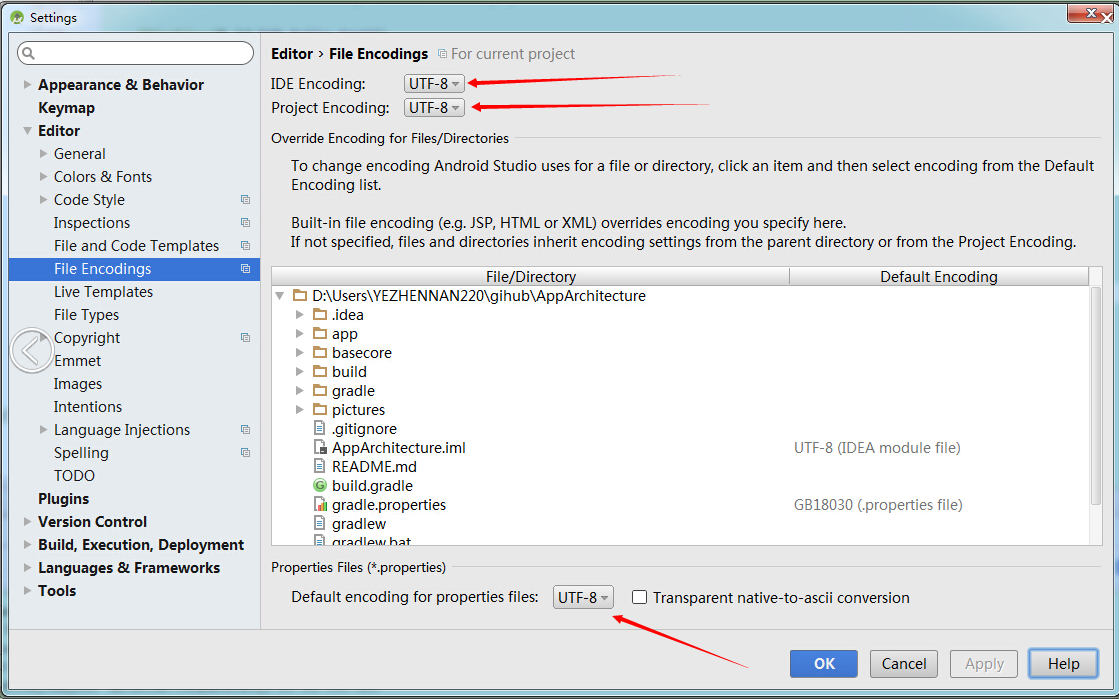 Settings
Appearance & Behavior
Keymap
Editor
General
Colors & Fonts
Code Style
Inspections
File and Code Templates
File Encodings
Live Templates
File Types
Copyright
Emmet
Images
Intentions
Language Injections
Spelling
TODO
Plugins
Version Control
Build, Execution, Deployment
Languages & Frameworks
Tools
Editor › File Encodings For current project
IDE Encoding: UTF-8
Project Encoding: UTF-8
Override Encoding for Files/Directories
To change encoding Android Studio uses for a file or directory, click an item and then select encoding from the Default
Encoding list.
Built-in file encoding (e.g. JSP, HTML or XML) overrides encoding you specify here.
If not specified, files and directories inherit encoding settings from the parent directory or from the Project Encoding.
File/Directory Default Encoding
D:\Users\YEZHENNAN220\gihub\AppArchitecture
.idea
app
basecore
build
gradle
pictures
.gitignore
AppArchitecture.iml UTF-8 (IDEA module file)
README.md
build.gradle
gradle.properties GB18030 (.properties file)
gradlew
gradlew.bat
Properties Files (*.properties)
Default encoding for properties files: UTF-8 Transparent native-to-ascii conversion
OK Cancel Apply Help